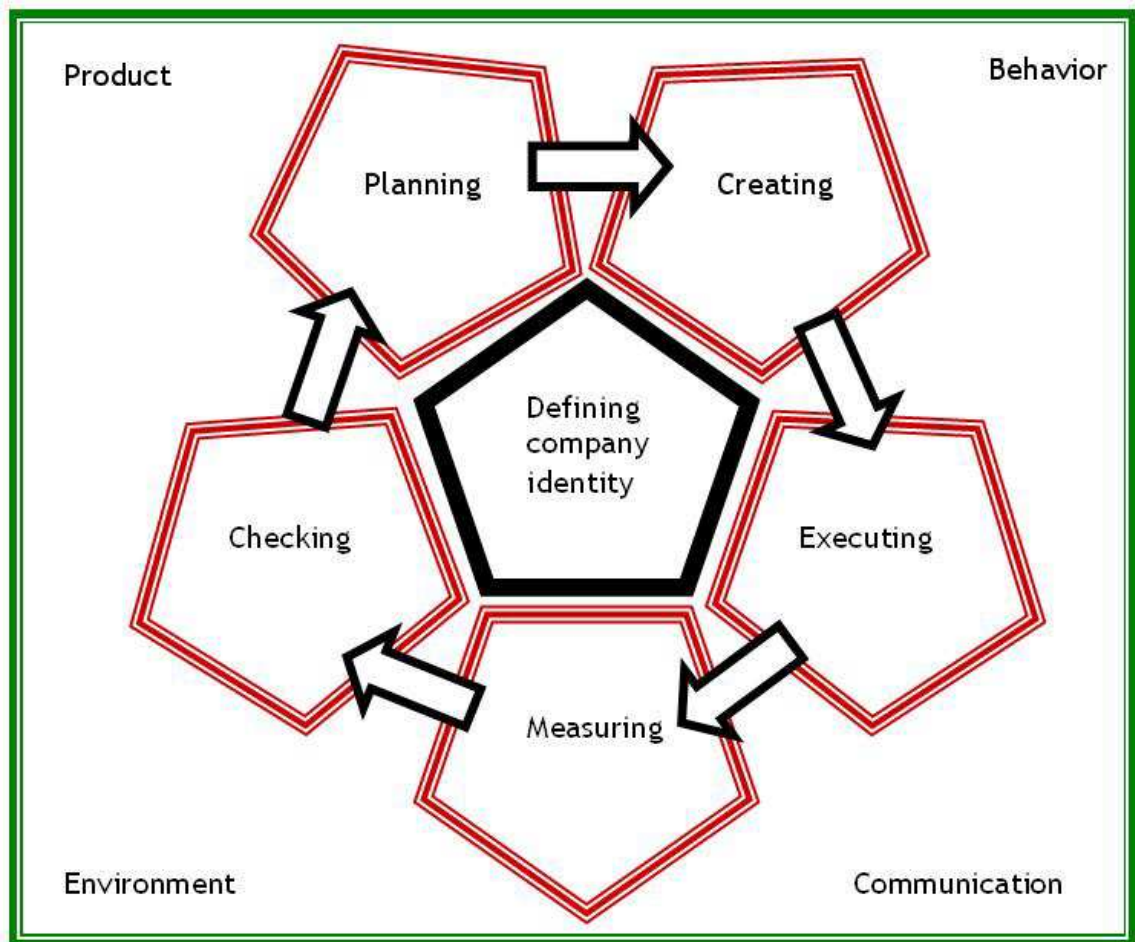 Product
Behavior
Planning
Creating
Defining
company
identity
Checking
Executing
Measuring
Environment
Communication